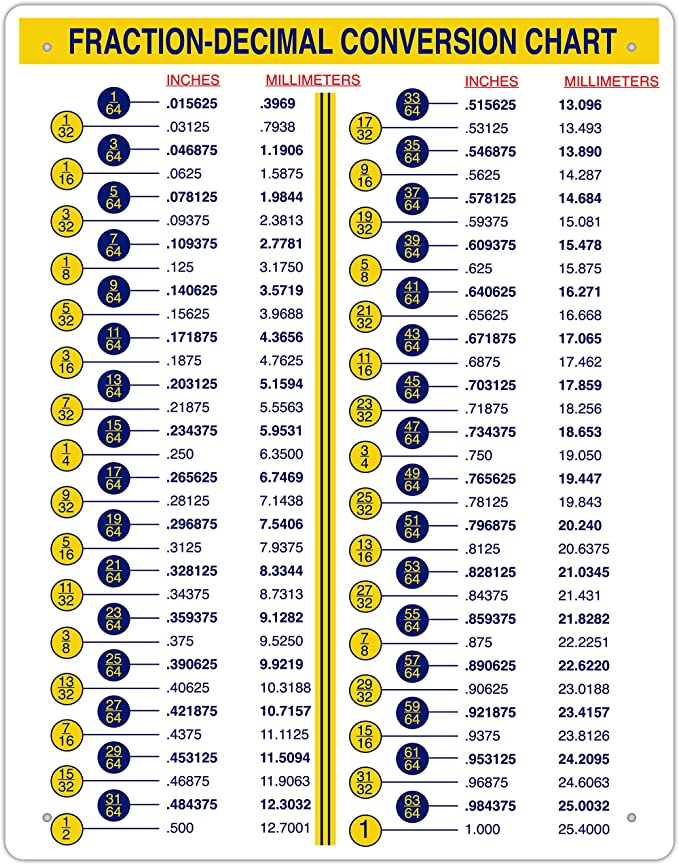 FRACTION-DECIMAL CONVERSION CHART
INCHES MILLIMETERS
1/64 .015625 .3969
1/32 .03125 .7938
3/64 .046875 1.1906
1/16 .0625 1.5875
5/64 .078125 1.9844
3/32 .09375 2.3813
7/64 .109375 2.7781
1/8 .125 3.1750
9/64 .140625 3.5719
5/32 .15625 3.9688
11/64 .171875 4.3656
3/16 .1875 4.7625
13/64 .203125 5.1594
7/32 .21875 5.5563
15/64 .234375 5.9531
1/4 .250 6.3500
17/64 .265625 6.7469
9/32 .28125 7.1438
19/64 .296875 7.5406
5/16 .3125 7.9375
21/64 .328125 8.3344
11/32 .34375 8.7313
23/64 .359375 9.1282
3/8 .375 9.5250
25/64 .390625 9.9219
13/32 .40625 10.3188
27/64 .421875 10.7157
7/16 .4375 11.1125
29/64 .453125 11.5094
15/32 .46875 11.9063
31/64 .484375 12.3032
1/2 .500 12.7001
INCHES MILLIMETERS
33/64 .515625 13.096
17/32 .53125 13.493
35/64 .546875 13.890
9/16 .5625 14.287
37/64 .578125 14.684
19/32 .59375 15.081
39/64 .609375 15.478
5/8 .625 15.875
41/64 .640625 16.271
21/32 .65625 16.668
43/64 .671875 17.065
11/16 .6875 17.462
45/64 .703125 17.859
23/32 .71875 18.256
47/64 .734375 18.653
3/4 .750 19.050
49/64 .765625 19.447
25/32 .78125 19.843
51/64 .796875 20.240
13/16 .8125 20.6375
53/64 .828125 21.0345
27/32 .84375 21.431
55/64 .859375 21.8282
7/8 .875 22.2251
57/64 .890625 22.6220
29/32 .90625 23.0188
59/64 .921875 23.4157
15/16 .9375 23.8126
61/64 .953125 24.2095
31/32 .96875 24.6063
63/64 .984375 25.0032
1 1.000 25.4000